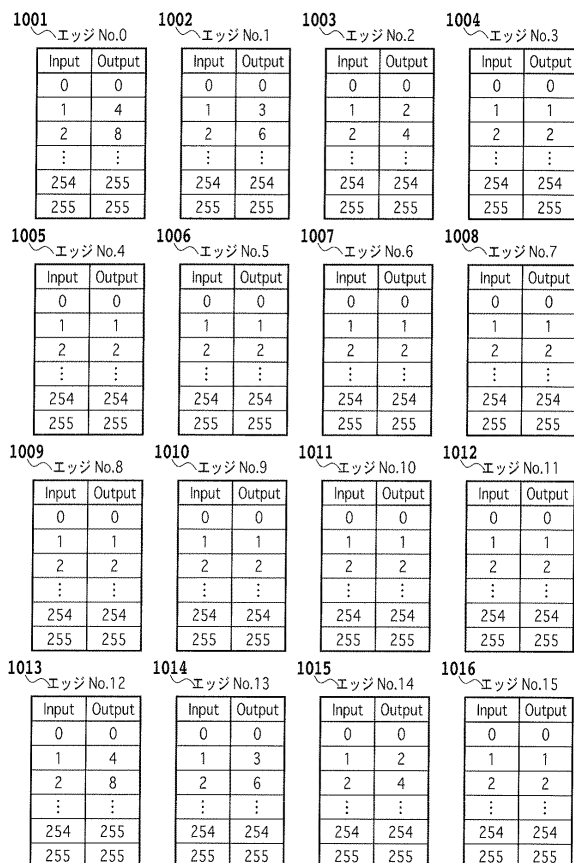 1001 1002 1003 1004
エッジ No.0 エッジ No.1 エッジ No.2 エッジ No.3
Input Output Input Output Input Output Input Output
0 0 0 0 0 0 0 0
1 4 1 3 1 2 1 1
2 8 2 6 2 4 2 2
⋮ ⋮ ⋮ ⋮ ⋮ ⋮ ⋮ ⋮
254 255 254 254 254 254 254 254
255 255 255 255 255 255 255 255
1005 1006 1007 1008
エッジ No.4 エッジ No.5 エッジ No.6 エッジ No.7
Input Output Input Output Input Output Input Output
0 0 0 0 0 0 0 0
1 1 1 1 1 1 1 1
2 2 2 2 2 2 2 2
⋮ ⋮ ⋮ ⋮ ⋮ ⋮ ⋮ ⋮
254 254 254 254 254 254 254 254
255 255 255 255 255 255 255 255
1009 1010 1011 1012
エッジ No.8 エッジ No.9 エッジ No.10 エッジ No.11
Input Output Input Output Input Output Input Output
0 0 0 0 0 0 0 0
1 1 1 1 1 1 1 1
2 2 2 2 2 2 2 2
⋮ ⋮ ⋮ ⋮ ⋮ ⋮ ⋮ ⋮
254 254 254 254 254 254 254 254
255 255 255 255 255 255 255 255
1013 1014 1015 1016
エッジ No.12 エッジ No.13 エッジ No.14 エッジ No.15
Input Output Input Output Input Output Input Output
0 0 0 0 0 0 0 0
1 4 1 3 1 2 1 1
2 8 2 6 2 4 2 2
⋮ ⋮ ⋮ ⋮ ⋮ ⋮ ⋮ ⋮
254 255 254 254 254 254 254 254
255 255 255 255 255 255 255 255